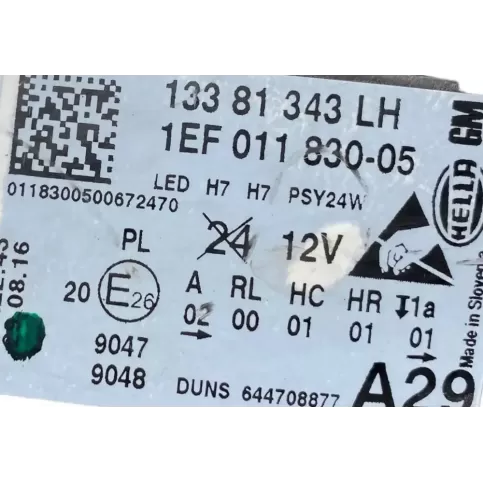 133 81 343 LH
1EF 011 830-05
GM
HELLA
0118300500672470
LED H7 H7 PSY24W
PL 24 12V
20 E26
A RL HC HR 1a
02 00 01 01 01
9047
9048
DUNS 644708877
A29
08.16
Made in Slovenia